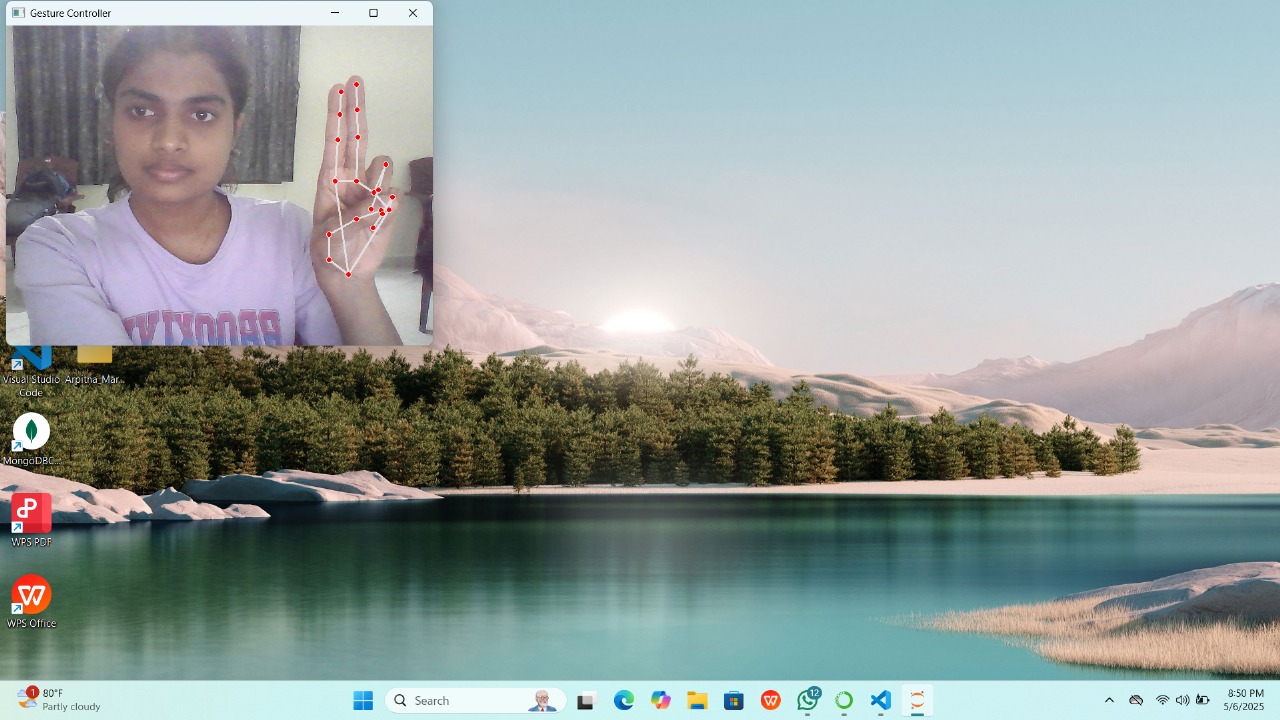 Gesture Controller
BROOKLYN
Visual Studio
Code
Arpitha_Mar...
MongoDBC...
WPS PDF
WPS Office
1
80°F
Partly cloudy
Search
12
8:50 PM
5/6/2025